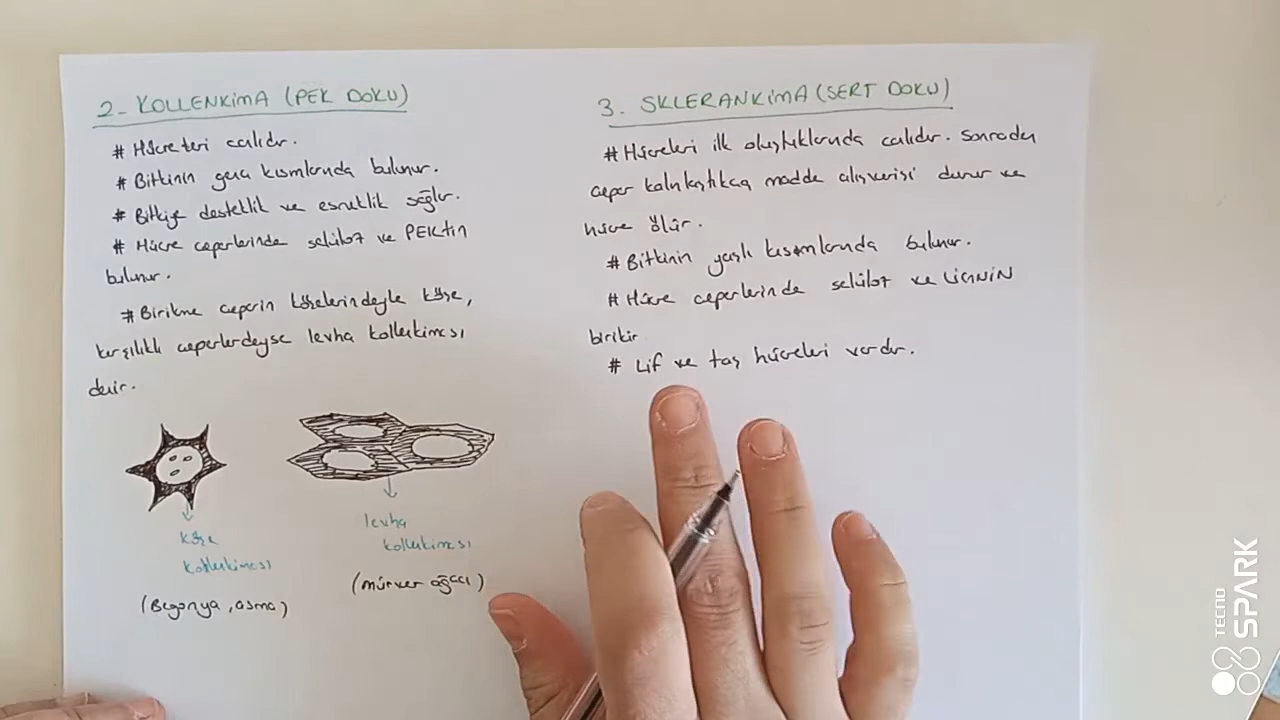 2- KOLLENKİMA (PEK DOKU)
# Hücreleri canlıdır.
# Bitkinin genç kısımlarında bulunur.
# Bitkiye desteklik ve esneklik sağlar.
# Hücre çeperlerinde selüloz ve PEKtin
bulunur.
# Birikme çeperin köşelerindeyle köşe,
karşılıklı çeperlerdeyse levha kollenkiması
denir.
köşe
kollenkiması
(Begonya, asma)
levha
kollenkiması
(mürver ağacı)
3. SKLERANKİMA (SERT DOKU)
# Hücreleri ilk oluştuklarında canlıdır. Sonradan
çeper kalınlaştıkça madde alışverişi durur ve
hücre ölür.
# Bitkinin yaşlı kısımlarında bulunur.
# Hücre çeperlerinde selüloz ve LİGNİN
birikir
# Lif ve taş hücreleri vardır.
TECNO
SPARK